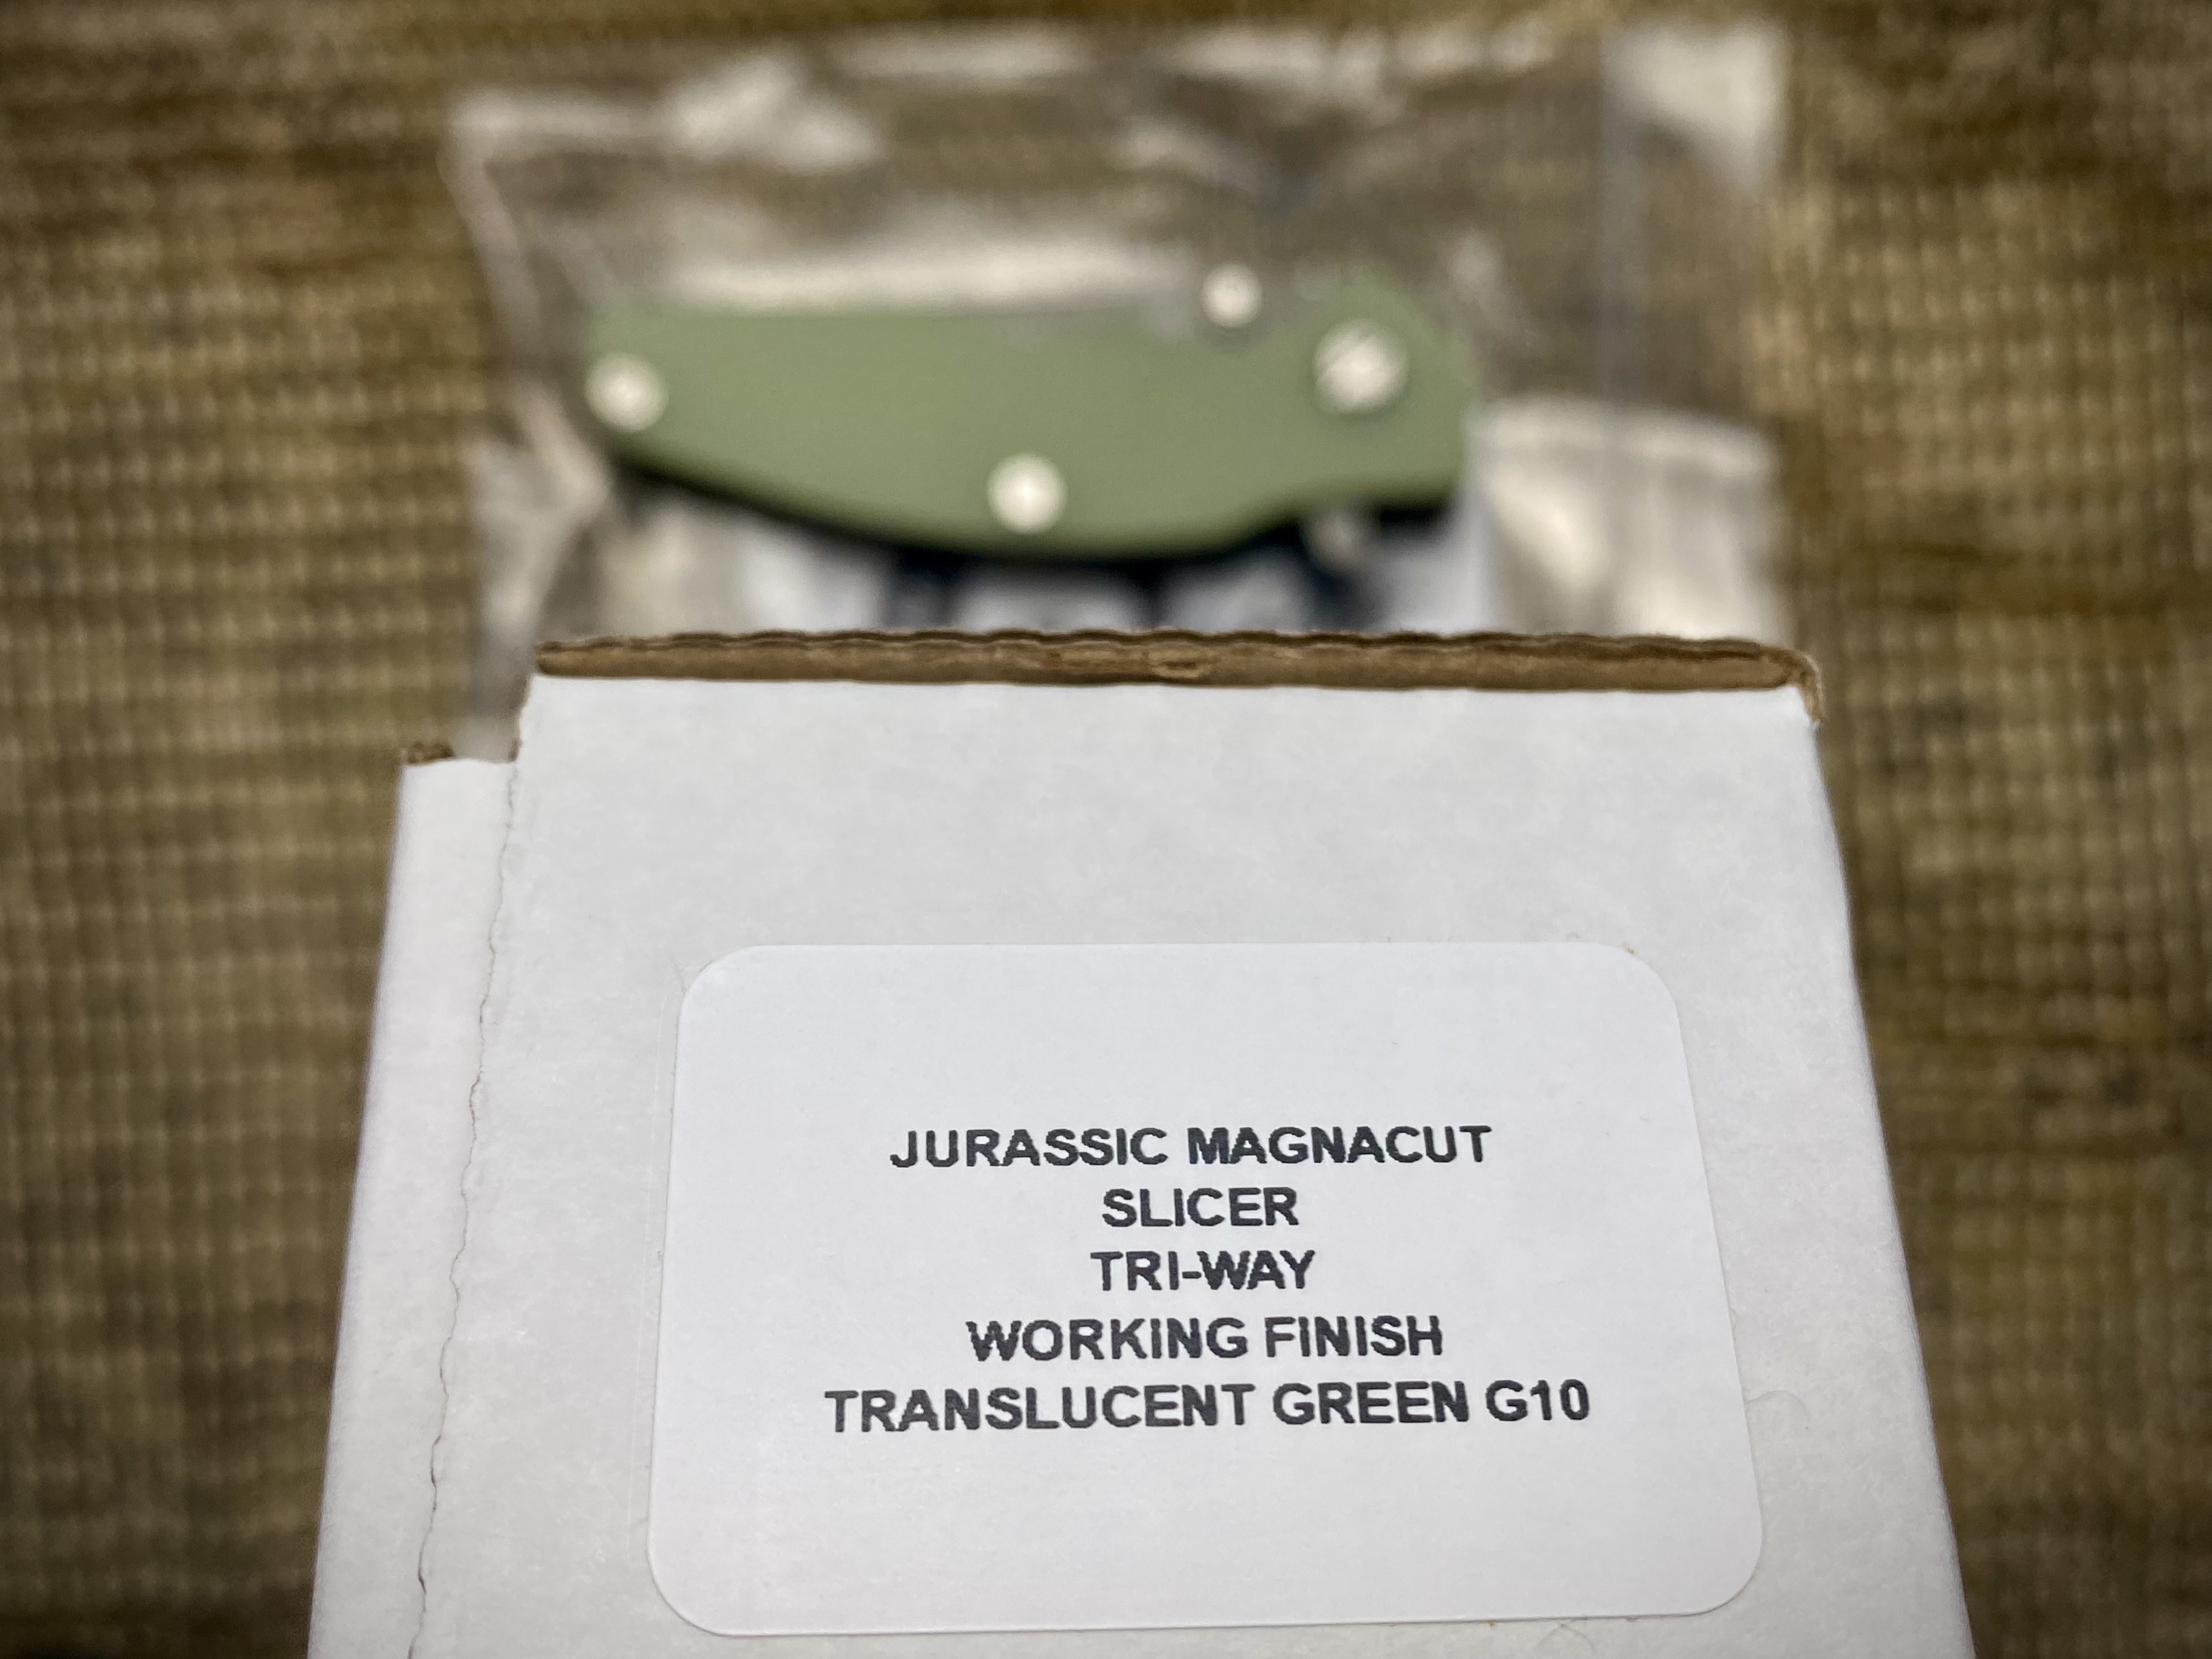 JURASSIC MAGNACUT
SLICER
TRI-WAY
WORKING FINISH
TRANSLUCENT GREEN G10